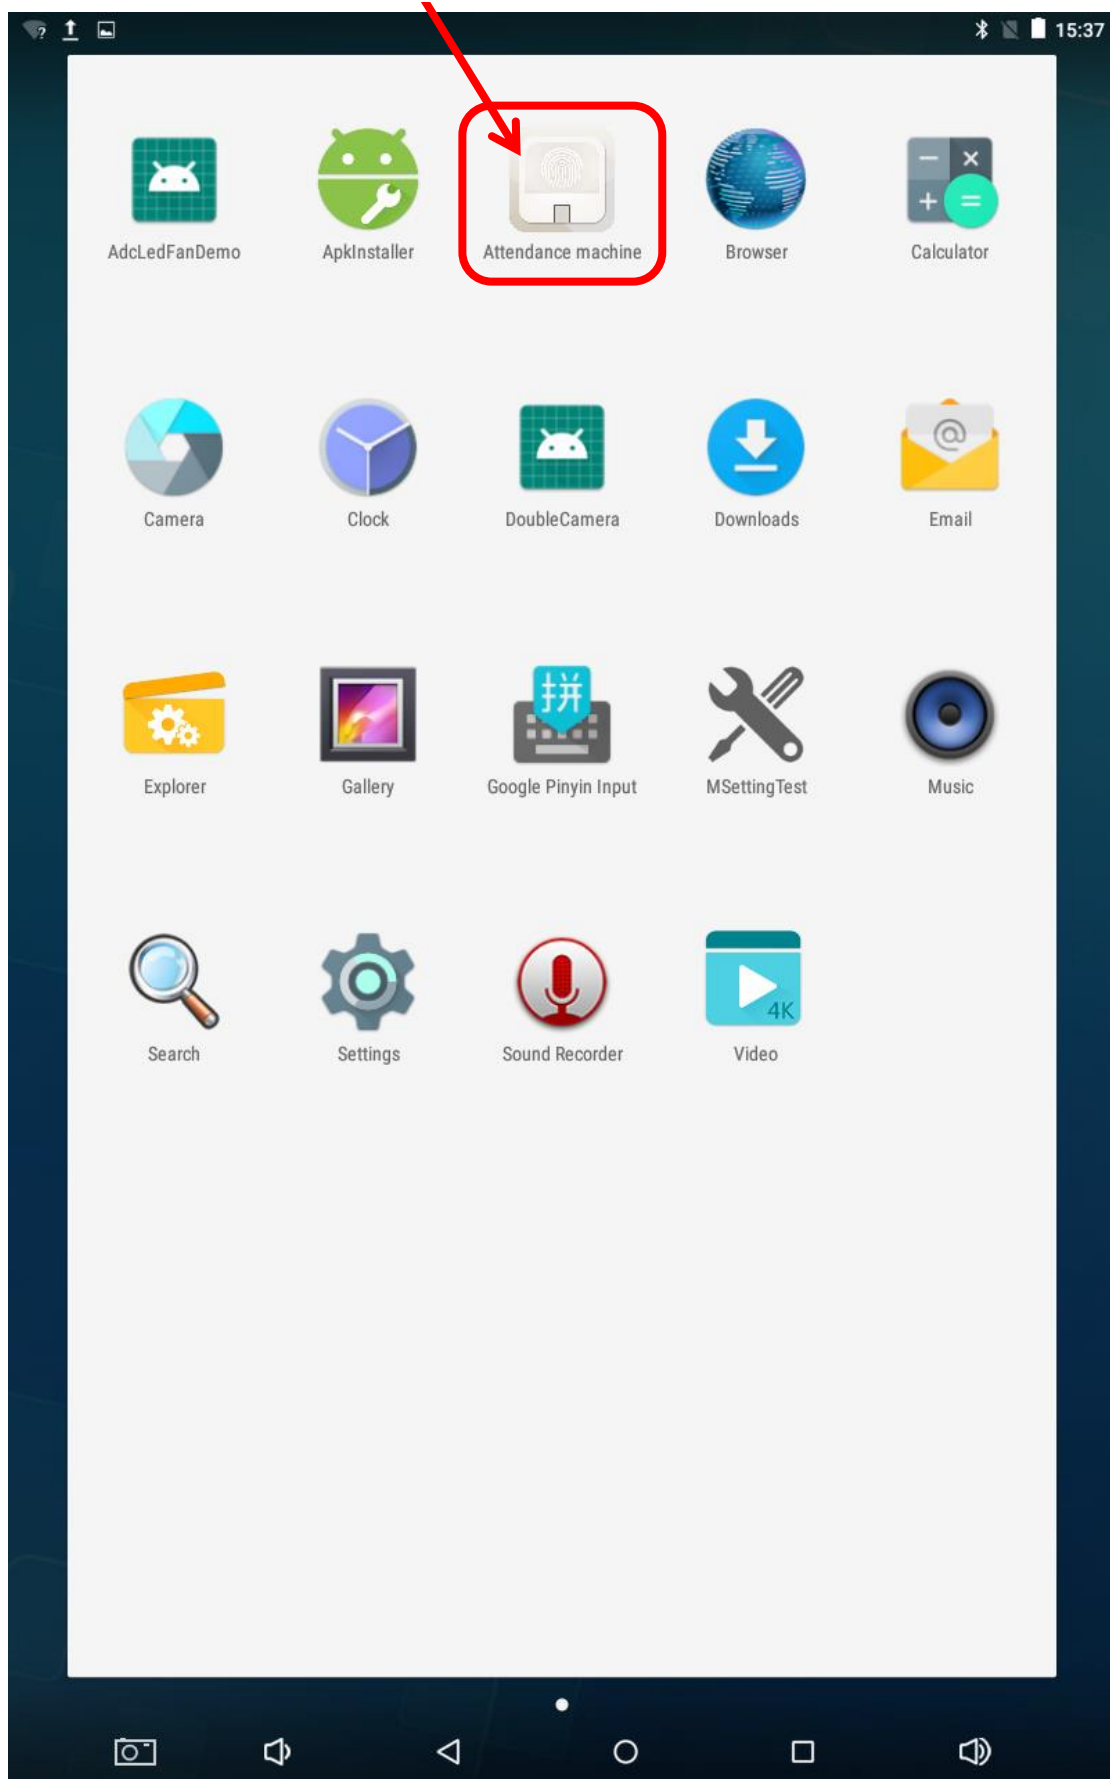 15:37
AdcLedFanDemo
ApkInstaller
Attendance machine
Browser
Calculator
Camera
Clock
DoubleCamera
Downloads
Email
拼
Explorer
Gallery
Google Pinyin Input
MSettingTest
Music
4K
Search
Settings
Sound Recorder
Video